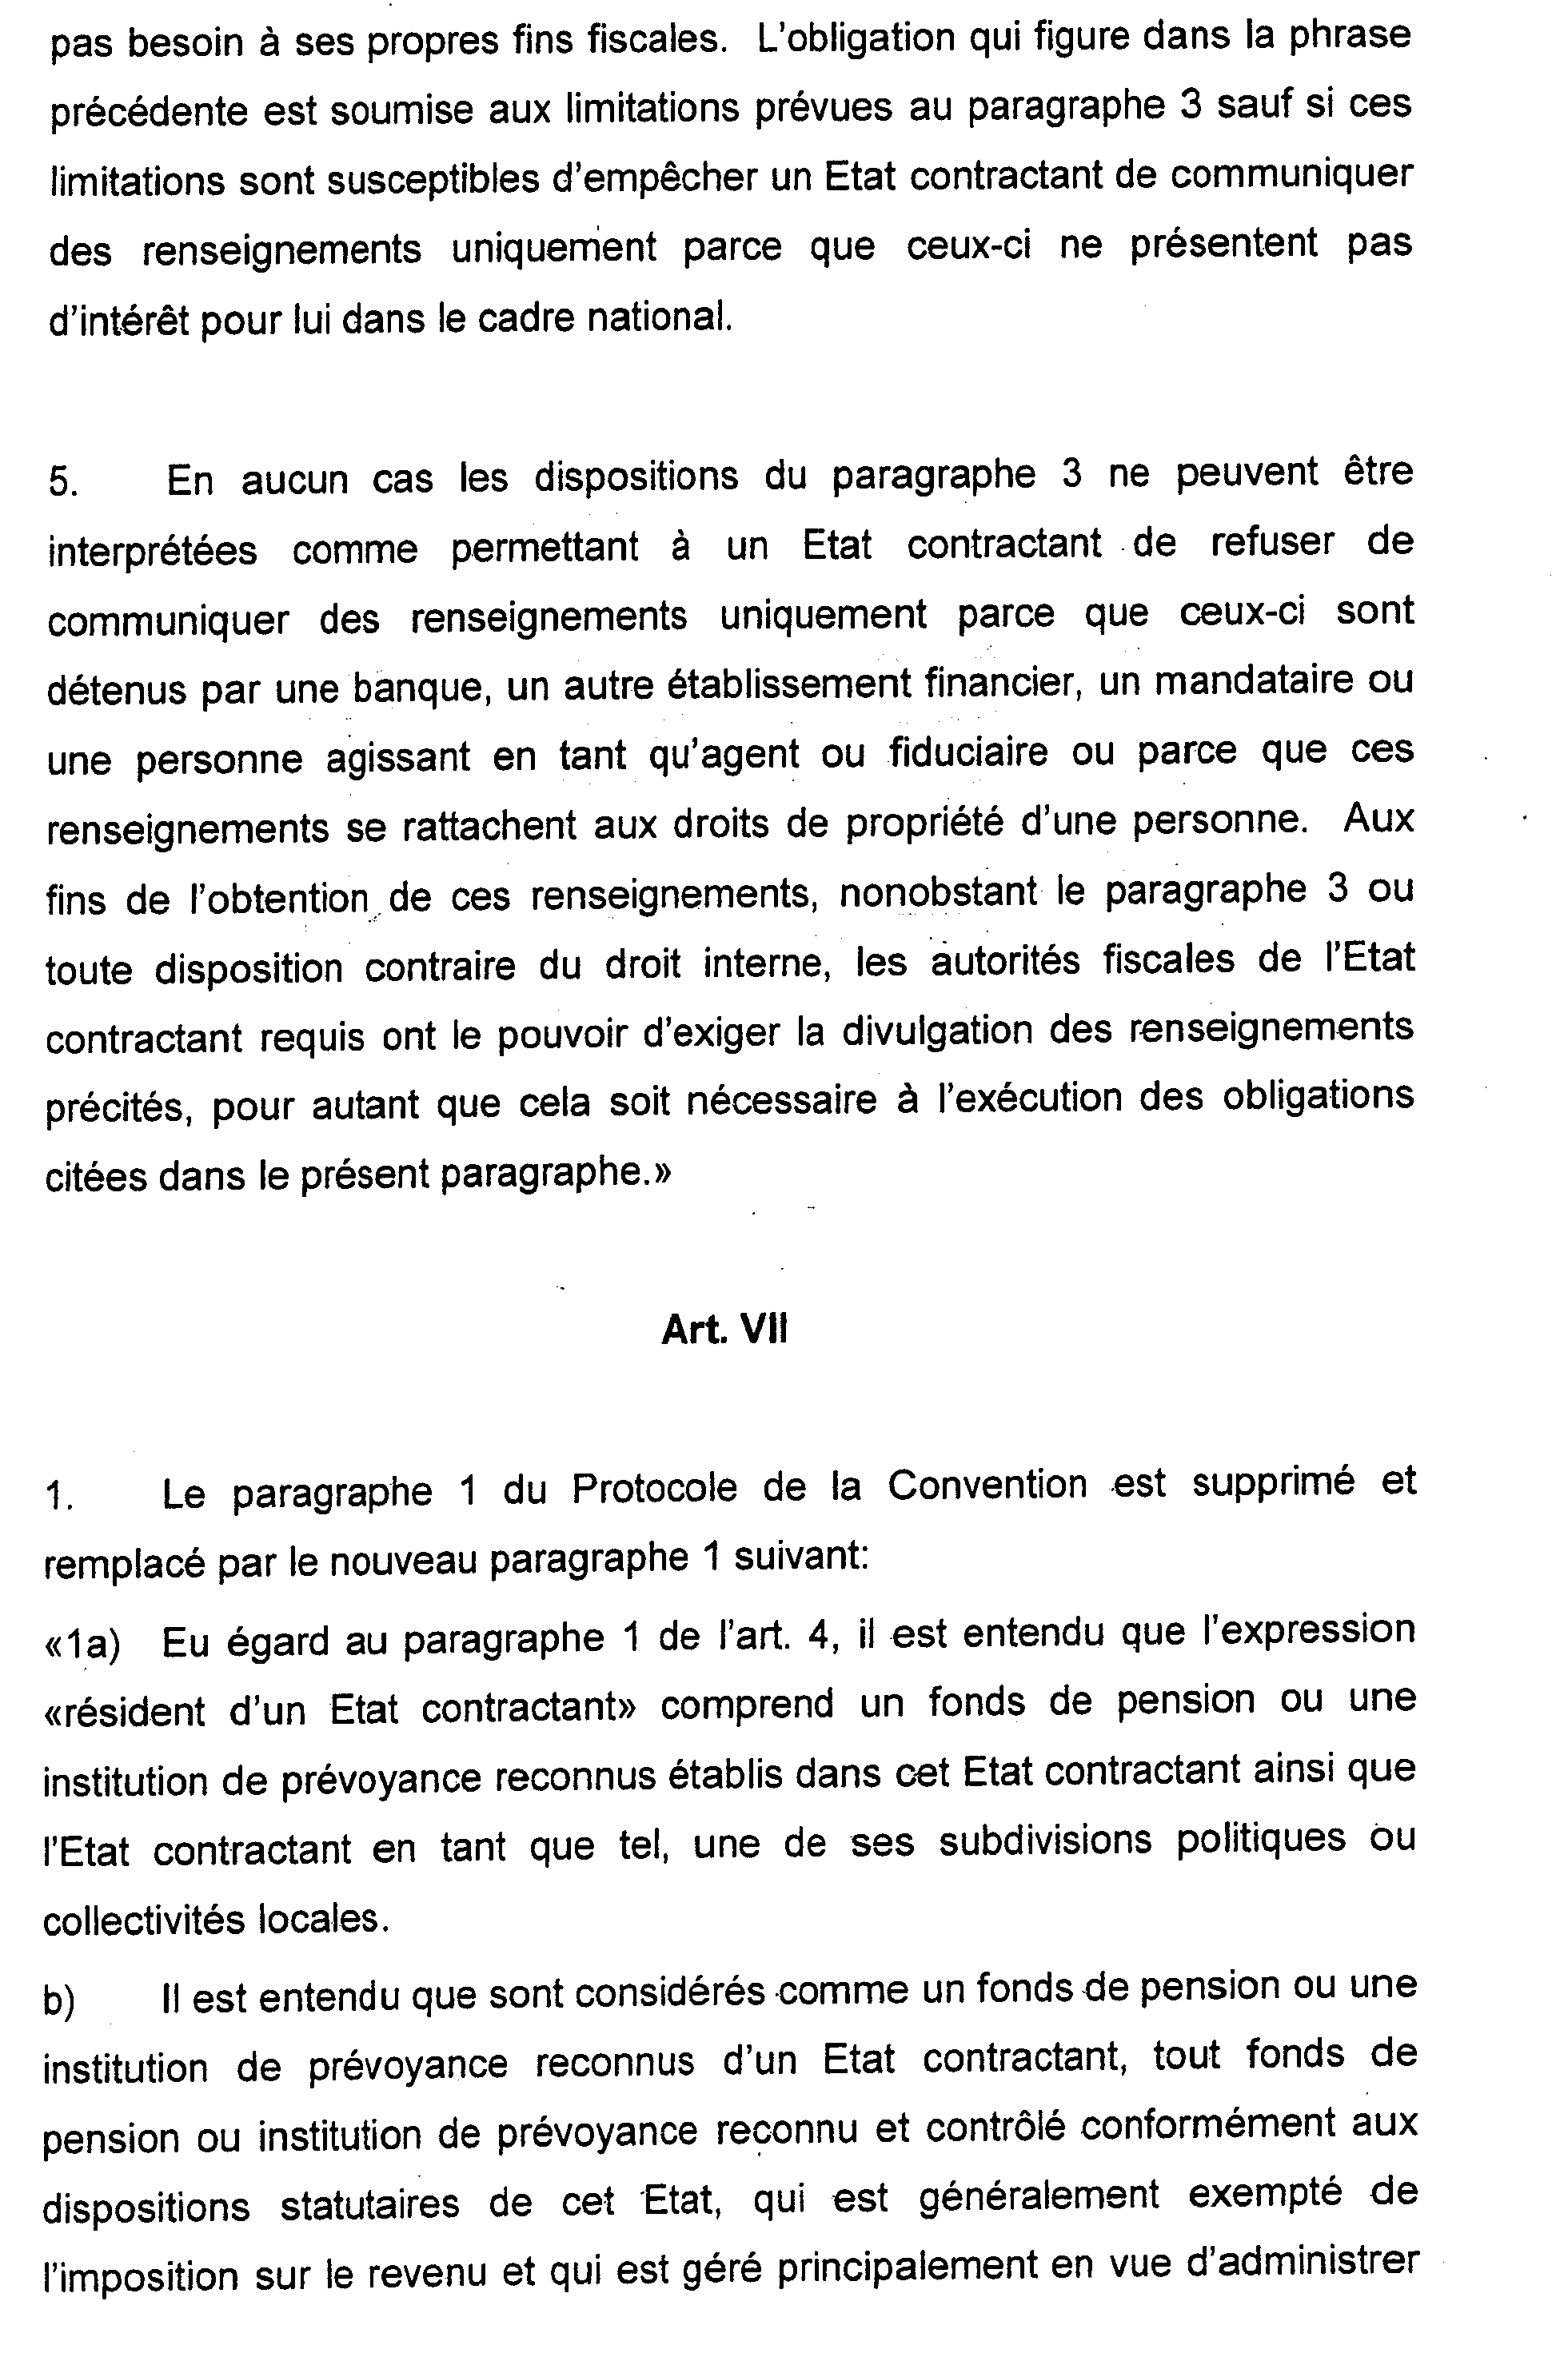 pas besoin à ses propres fins fiscales. L'obligation qui figure dans la phrase
précédente est soumise aux limitations prévues au paragraphe 3 sauf si ces
limitations sont susceptibles d'empêcher un Etat contractant de communiquer
des renseignements uniquement parce que ceux-ci ne présentent pas
d'intérêt pour lui dans le cadre national.
5. En aucun cas les dispositions du paragraphe 3 ne peuvent être
interprétées comme permettant à un Etat contractant de refuser de
communiquer des renseignements uniquement parce que ceux-ci sont
détenus par une banque, un autre établissement financier, un mandataire ou
une personne agissant en tant qu'agent ou fiduciaire ou parce que ces
renseignements se rattachent aux droits de propriété d'une personne. Aux
fins de l'obtention de ces renseignements, nonobstant le paragraphe 3 ou
toute disposition contraire du droit interne, les autorités fiscales de l'Etat
contractant requis ont le pouvoir d'exiger la divulgation des renseignements
précités, pour autant que cela soit nécessaire à l'exécution des obligations
citées dans le présent paragraphe.»
Art. VII
1. Le paragraphe 1 du Protocole de la Convention est supprimé et
remplacé par le nouveau paragraphe 1 suivant:
«1a) Eu égard au paragraphe 1 de l'art. 4, il est entendu que l'expression
«résident d'un Etat contractant» comprend un fonds de pension ou une
institution de prévoyance reconnus établis dans cet Etat contractant ainsi que
l'Etat contractant en tant que tel, une de ses subdivisions politiques ou
collectivités locales.
b) Il est entendu que sont considérés comme un fonds de pension ou une
institution de prévoyance reconnus d'un Etat contractant, tout fonds de
pension ou institution de prévoyance reconnu et contrôlé conformément aux
dispositions statutaires de cet Etat, qui est généralement exempté de
l'imposition sur le revenu et qui est géré principalement en vue d'administrer